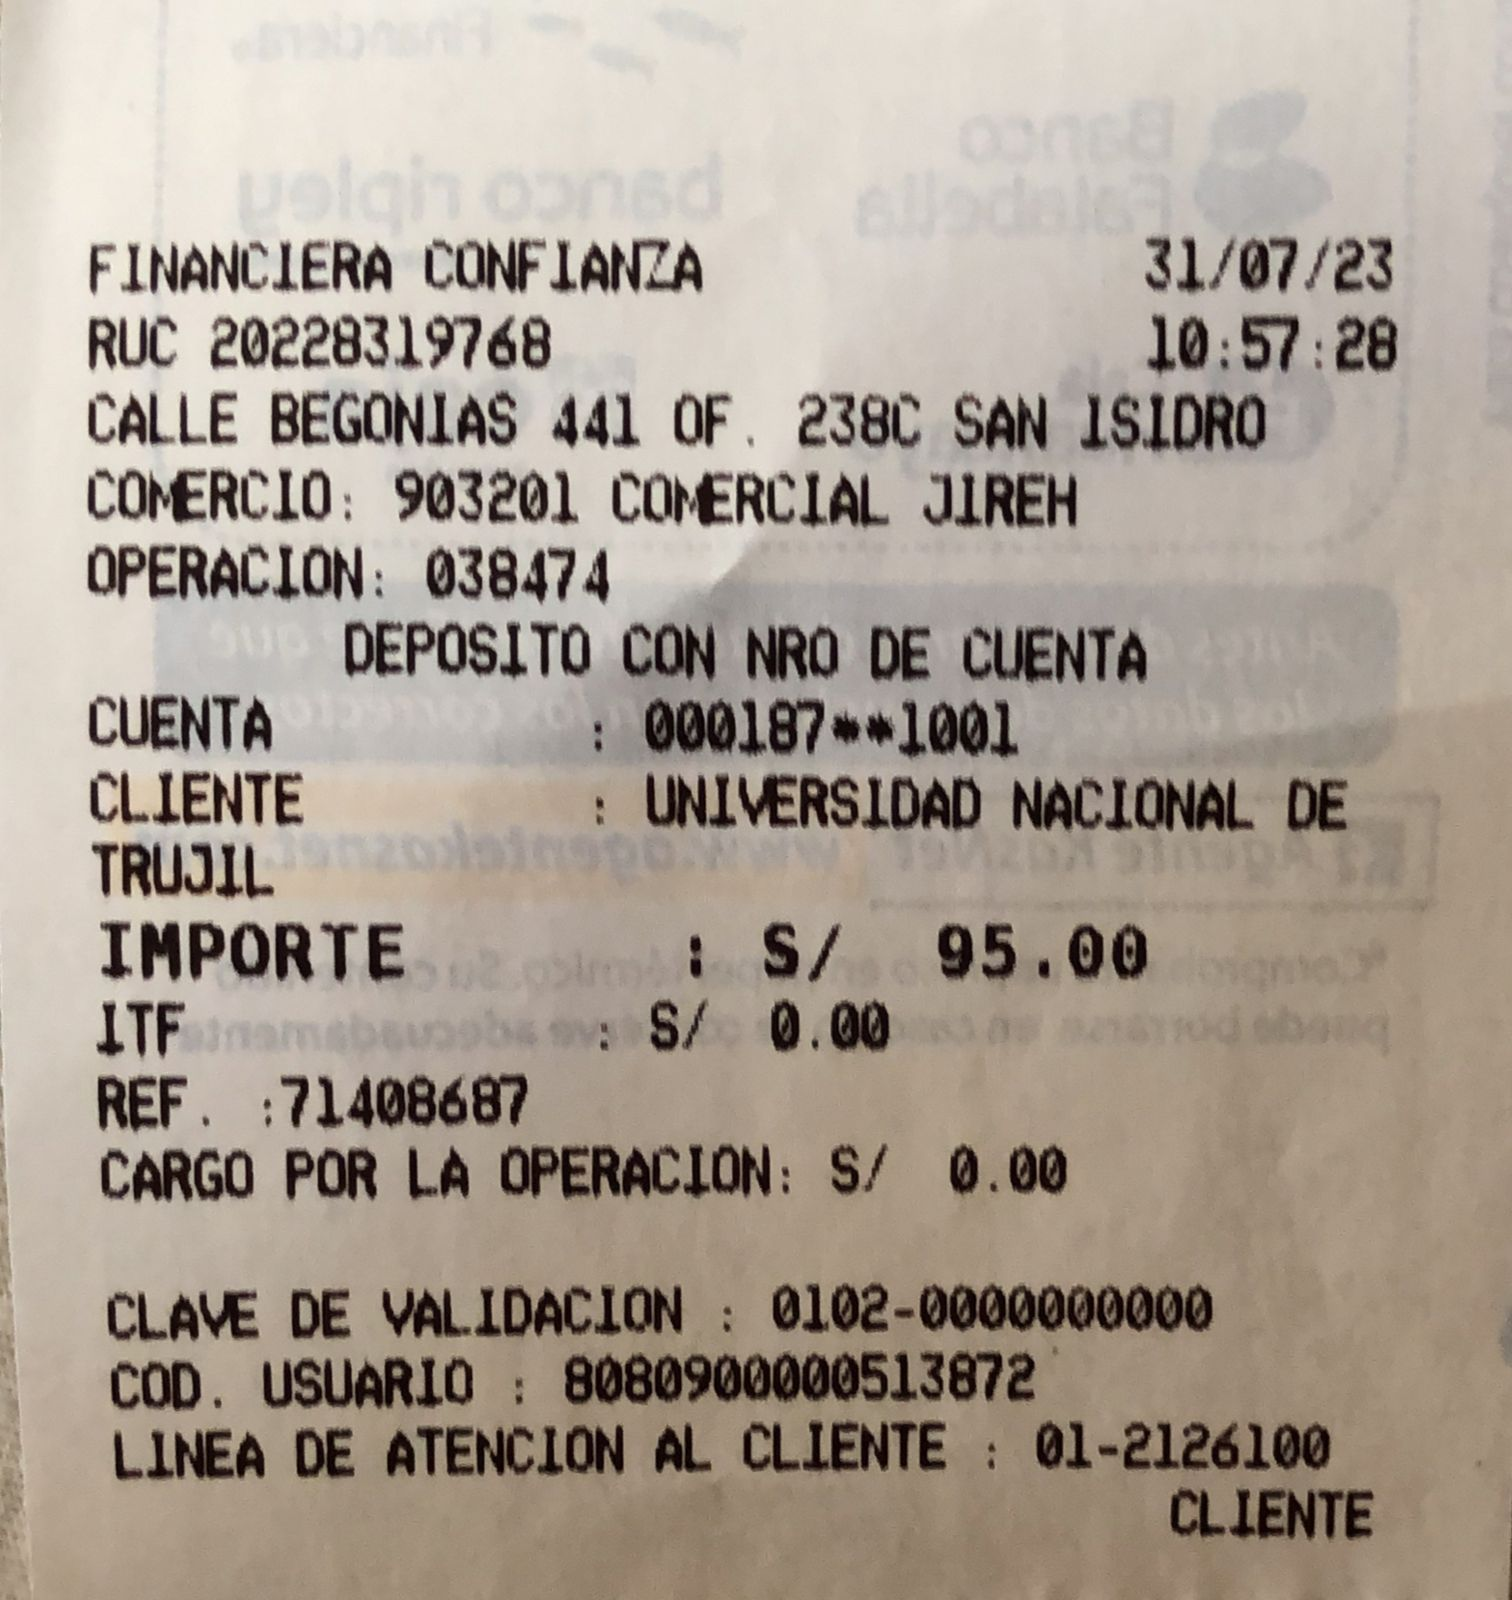 FINANCIERA CONFIANZA 31/07/23
RUC 20228319768 10:57:28
CALLE BEGONIAS 441 OF. 238C SAN ISIDRO
COMERCIO: 903201 COMERCIAL JIREH
OPERACION: 038474
DEPOSITO CON NRO DE CUENTA
CUENTA : 000187**1001
CLIENTE : UNIVERSIDAD NACIONAL DE
TRUJIL
IMPORTE : S/ 95.00
ITF : S/ 0.00
REF. :71408687
CARGO POR LA OPERACION: S/ 0.00
CLAVE DE VALIDACION : 0102-0000000000
COD. USUARIO : 8080900000513872
LINEA DE ATENCION AL CLIENTE : 01-2126100
CLIENTE